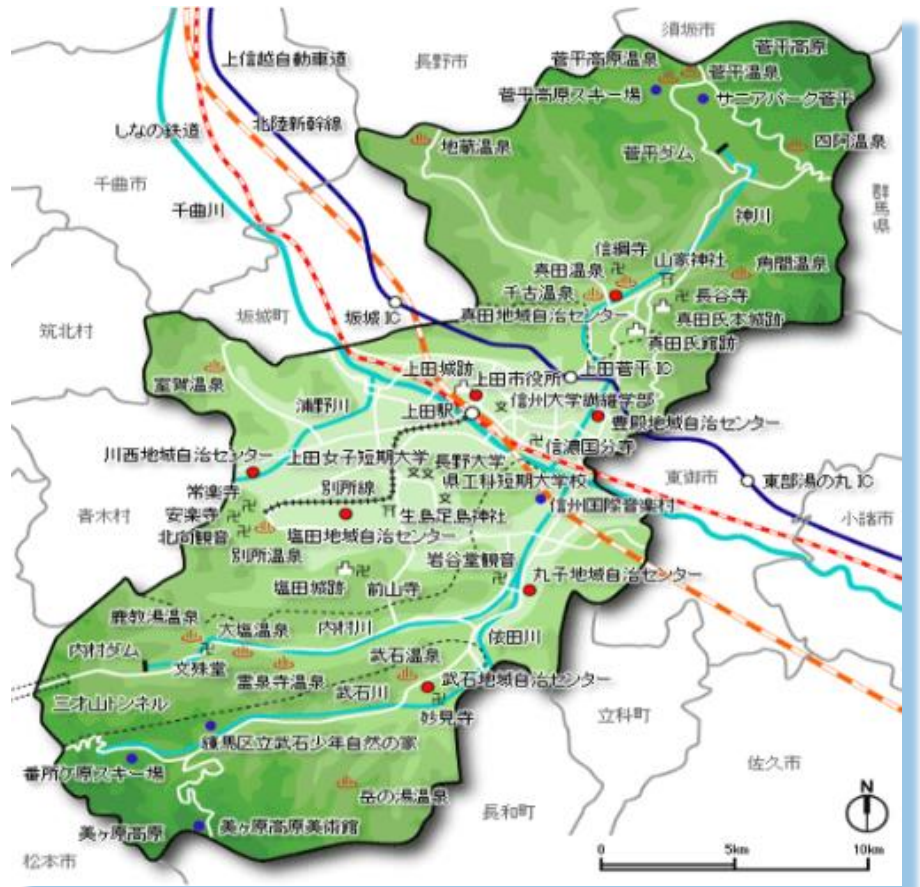 須坂市
菅平高原
上信越自動車道
長野市
菅平高原温泉
菅平温泉
菅平高原スキー場
サニアパーク菅平
北陸新幹線
しなの鉄道
地蔵温泉
菅平ダム
四阿温泉
千曲市
群馬県
千曲川
神川
信綱寺
山家神社
真田温泉
角間温泉
千古温泉
長谷寺
坂城町
坂城IC
真田地域自治センター
真田氏本城跡
筑北村
真田氏館跡
上田城跡
上田市役所
上田菅平IC
室賀温泉
浦野川
上田駅
信州大学繊維学部
豊殿地域自治センター
信濃国分寺
川西地域自治センター
上田女子短期大学
長野大学
東御市
東部湯の丸IC
県工科短期大学校
常楽寺
別所線
信州国際音楽村
青木村
安楽寺
生島足島神社
小諸市
北向観音
塩田地域自治センター
別所温泉
岩谷堂観音
塩田城跡
前山寺
丸子地域自治センター
鹿教湯温泉
大塩温泉
内村川
依田川
内村ダム
文殊堂
武石温泉
霊泉寺温泉
武石川
武石地域自治センター
三才山トンネル
妙見寺
立科町
練馬区立武石少年自然の家
番所ケ原スキー場
佐久市
岳の湯温泉
長和町
N
美ヶ原高原
美ヶ原高原美術館
松本市
0
5km
10km